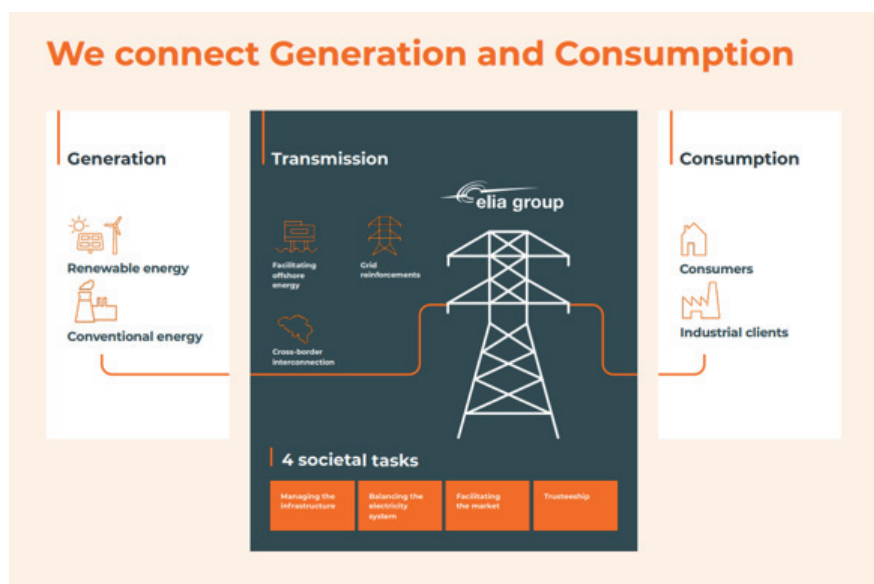 We connect Generation and Consumption
Generation
Renewable energy
Conventional energy
Transmission
elia group
Facilitating
offshore
energy
Grid
reinforcements
Cross-border
interconnection
4 societal tasks
Managing the
infrastructure
Balancing the
electricity
system
Facilitating
the market
Trusteeship
Consumption
Consumers
Industrial clients